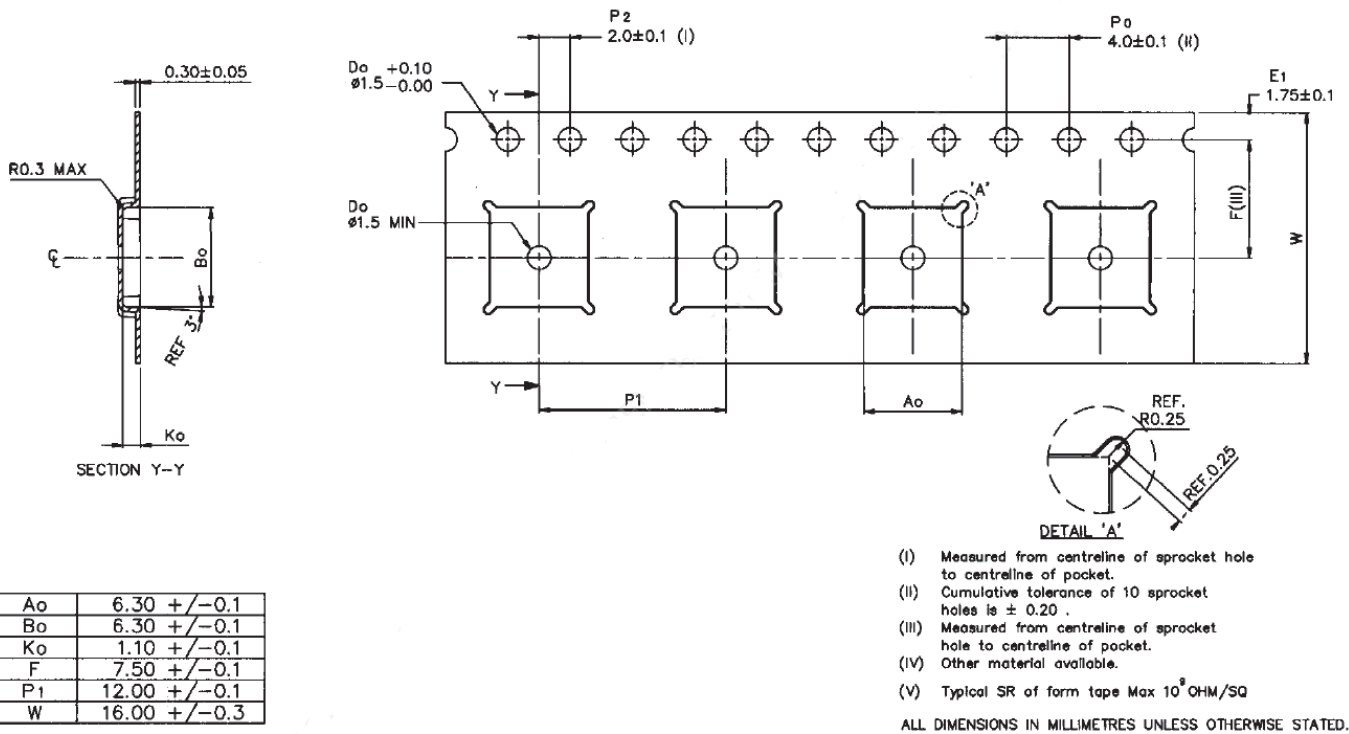 P2
2.0±0.1 (I)
Po
4.0±0.1 (II)
0.30±0.05
Do +0.10
ø1.5-0.00
Y
E1
1.75±0.1
R0.3 MAX
'A'
Do
ø1.5 MIN
F(III)
W
℄
Bo
REF 3°
Y
P1
Ao
Ko
SECTION Y-Y
REF.
R0.25
REF.0.25
DETAIL 'A'
(I) Measured from centreline of sprocket hole
to centreline of pocket.
(II) Cumulative tolerance of 10 sprocket
holes is ± 0.20 .
(III) Measured from centreline of sprocket
hole to centreline of pocket.
(IV) Other material available.
(V) Typical SR of form tape Max 10⁹ OHM/SQ
ALL DIMENSIONS IN MILLIMETRES UNLESS OTHERWISE STATED.
Ao 6.30 +/-0.1
Bo 6.30 +/-0.1
Ko 1.10 +/-0.1
F 7.50 +/-0.1
P1 12.00 +/-0.1
W 16.00 +/-0.3